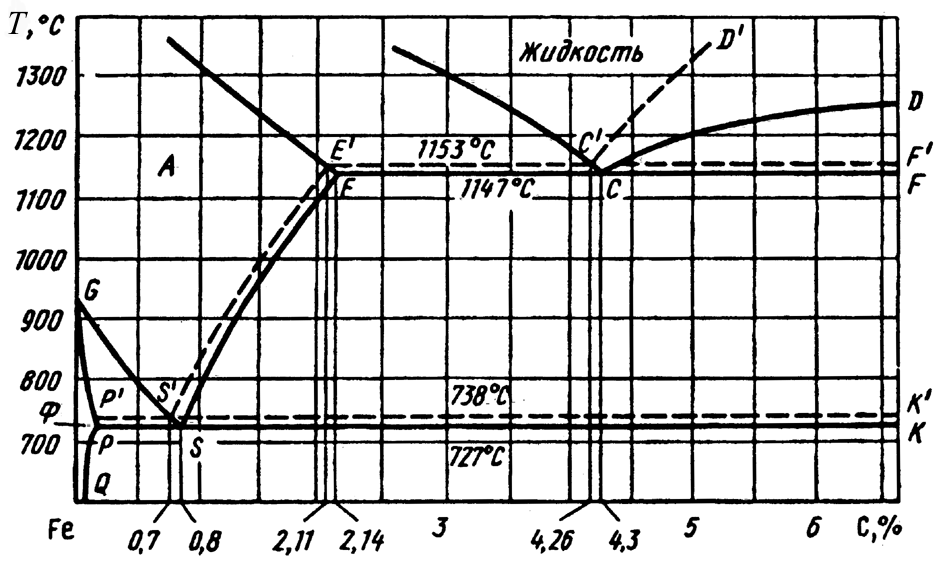 T,°C
Жидкость
D'
1300
D
1200
E'
1153°C
C'
F'
A
E
1147°C
C
F
1100
1000
G
900
800
P'
S'
738°C
K'
Ф
K
700
P
S
727°C
Q
Fe
0,7
0,8
2,11
2,14
3
4,26
4,3
5
6
C,%